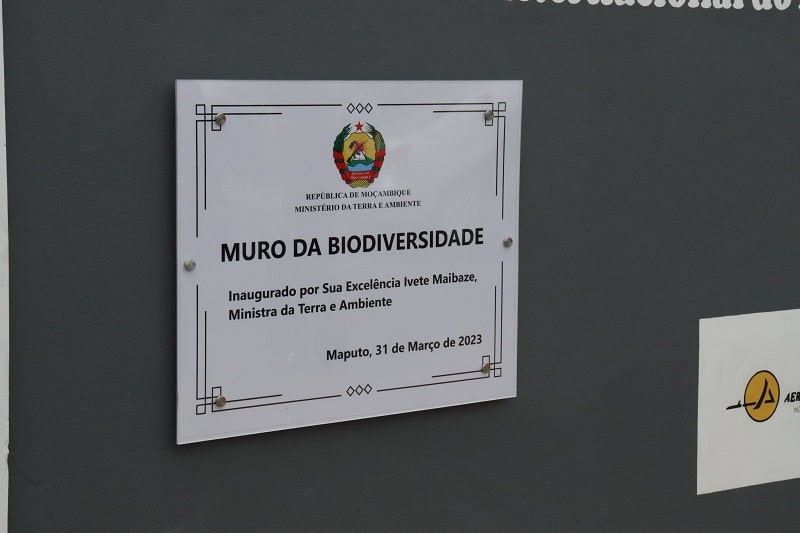 REPÚBLICA DE MOÇAMBIQUE
MINISTÉRIO DA TERRA E AMBIENTE
MURO DA BIODIVERSIDADE
Inaugurado por Sua Excelência Ivete Maibaze,
Ministra da Terra e Ambiente
Maputo, 31 de Março de 2023